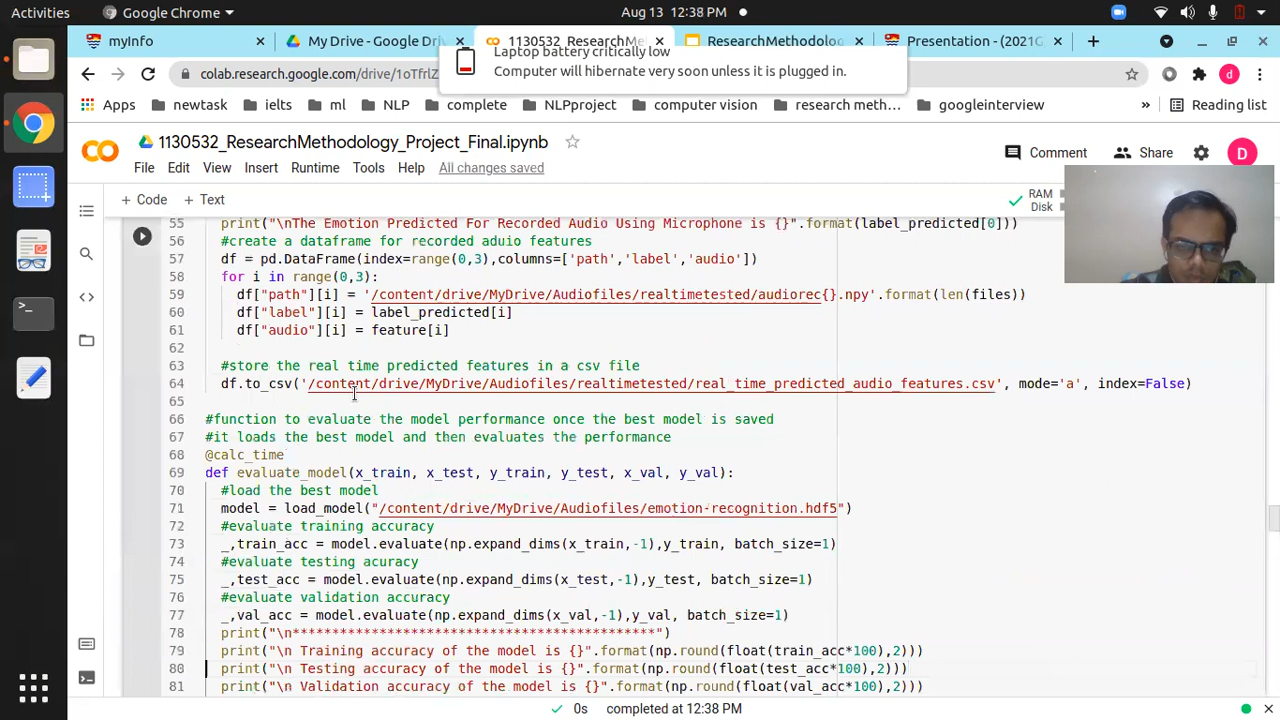 Activities Google Chrome Aug 13 12:38 PM
myInfo My Drive - Google Driv 1130532_ResearchM ResearchMethodolog Presentation - (2021G
Laptop battery critically low
Computer will hibernate very soon unless it is plugged in.
colab.research.google.com/drive/1oTfrlZ
Apps newtask ielts ml NLP complete NLPproject computer vision research meth... googleinterview » Reading list
1130532_ResearchMethodology_Project_Final.ipynb
Comment Share D
File Edit View Insert Runtime Tools Help All changes saved
+ Code + Text RAM
Disk
55 print("\nThe Emotion Predicted For Recorded Audio Using Microphone is {}".format(label_predicted[0]))
56 #create a dataframe for recorded aduio features
57 df = pd.DataFrame(index=range(0,3),columns=['path','label','audio'])
58 for i in range(0,3):
59 df["path"][i] = '/content/drive/MyDrive/Audiofiles/realtimetested/audiorec{}.npy'.format(len(files))
60 df["label"][i] = label_predicted[i]
61 df["audio"][i] = feature[i]
62
63 #store the real time predicted features in a csv file
64 df.to_csv('/content/drive/MyDrive/Audiofiles/realtimetested/real_time_predicted_audio_features.csv', mode='a', index=False)
65
66 #function to evaluate the model performance once the best model is saved
67 #it loads the best model and then evaluates the performance
68 @calc_time
69 def evaluate_model(x_train, x_test, y_train, y_test, x_val, y_val):
70 #load the best model
71 model = load_model("/content/drive/MyDrive/Audiofiles/emotion-recognition.hdf5")
72 #evaluate training accuracy
73 _,train_acc = model.evaluate(np.expand_dims(x_train,-1),y_train, batch_size=1)
74 #evaluate testing acuracy
75 _,test_acc = model.evaluate(np.expand_dims(x_test,-1),y_test, batch_size=1)
76 #evaluate validation accuracy
77 _,val_acc = model.evaluate(np.expand_dims(x_val,-1),y_val, batch_size=1)
78 print("\n**********************************************")
79 print("\n Training accuracy of the model is {}".format(np.round(float(train_acc*100),2)))
80 print("\n Testing accuracy of the model is {}".format(np.round(float(test_acc*100),2)))
81 print("\n Validation accuracy of the model is {}".format(np.round(float(val_acc*100),2)))
0s completed at 12:38 PM